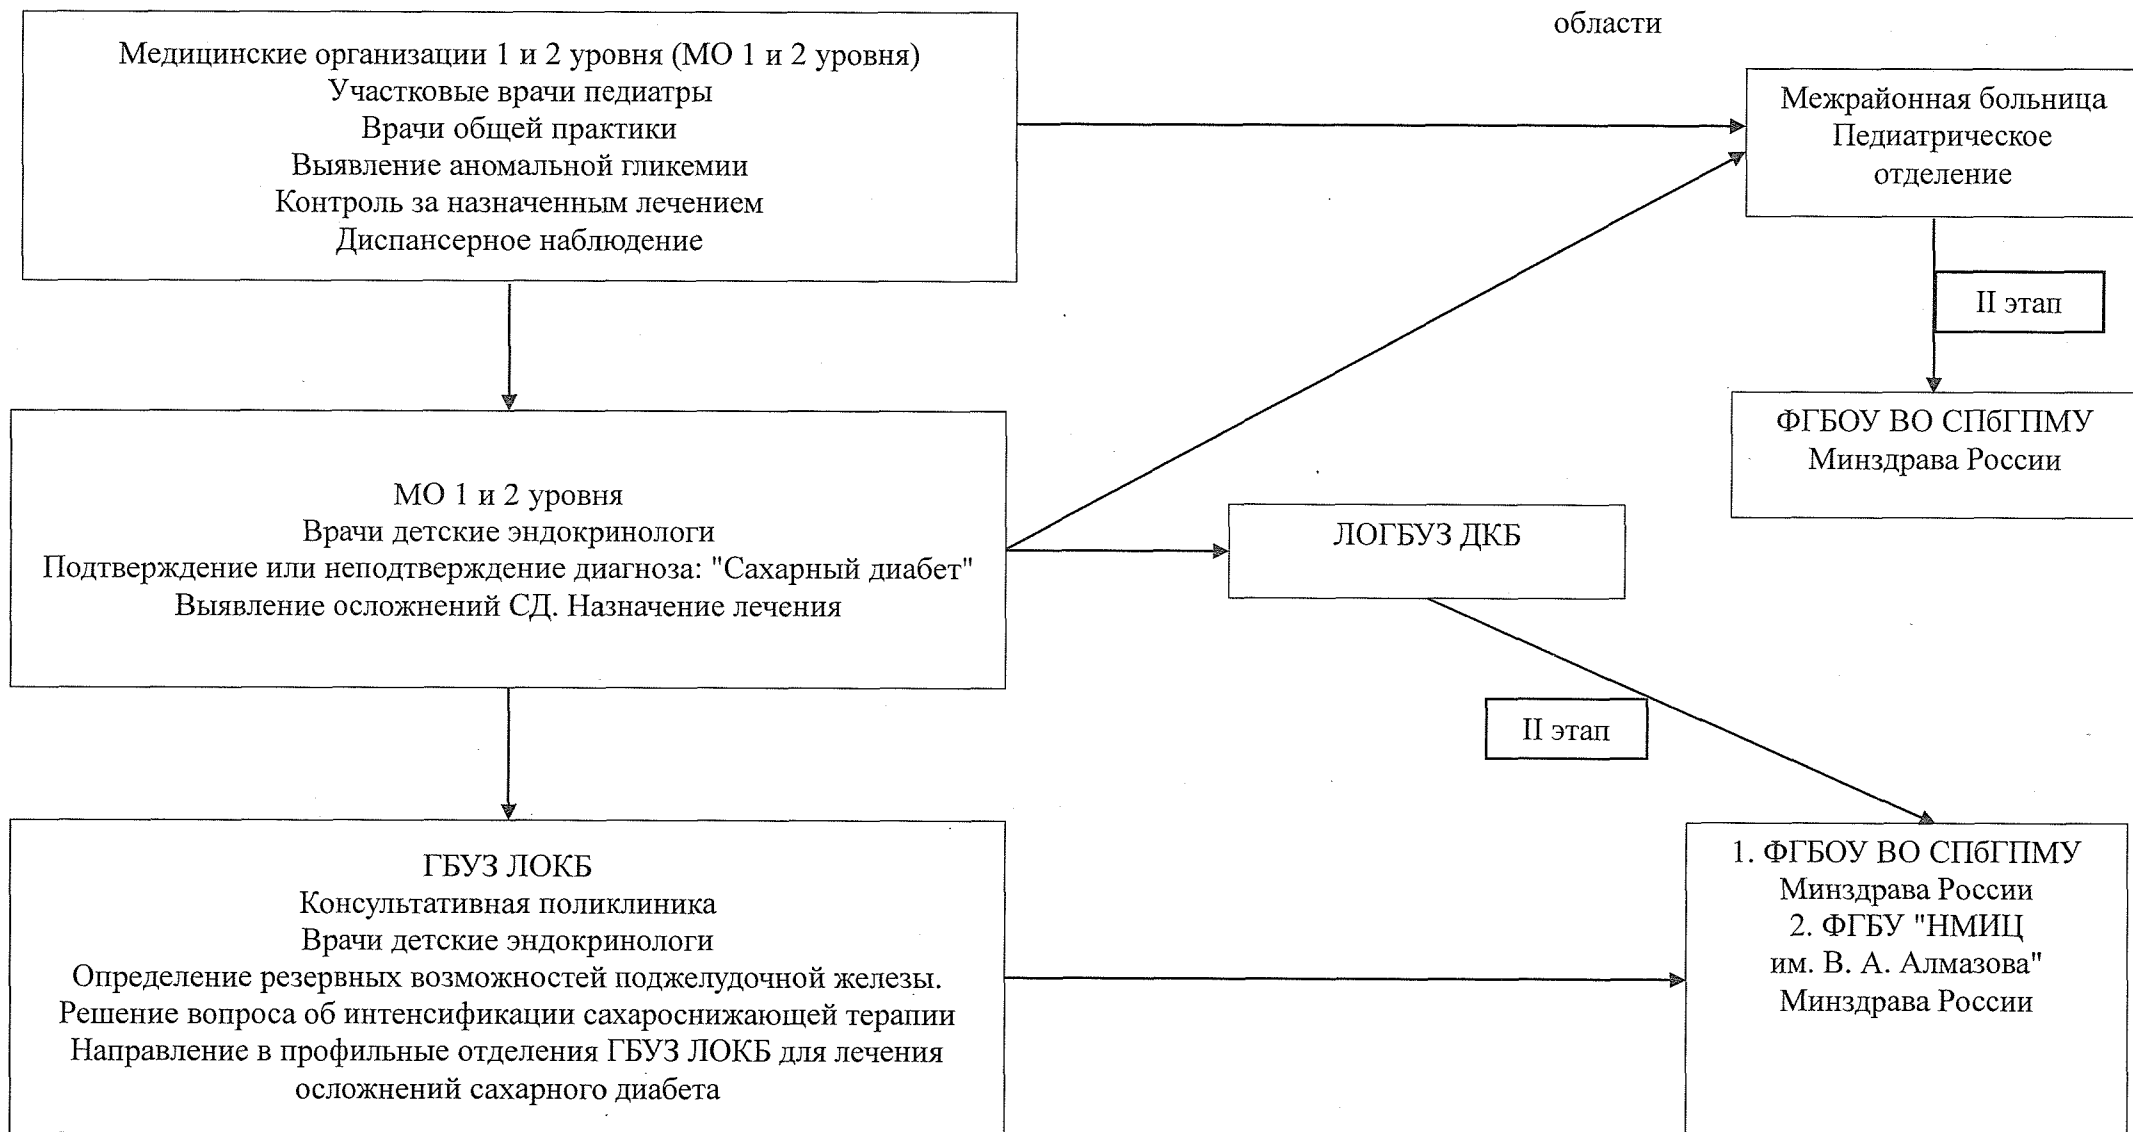 области
Медицинские организации 1 и 2 уровня (МО 1 и 2 уровня)
Участковые врачи педиатры
Врачи общей практики
Выявление аномальной гликемии
Контроль за назначенным лечением
Диспансерное наблюдение
Межрайонная больница
Педиатрическое
отделение
II этап
ФГБОУ ВО СПбГПМУ
Минздрава России
МО 1 и 2 уровня
Врачи детские эндокринологи
Подтверждение или неподтверждение диагноза: "Сахарный диабет"
Выявление осложнений СД. Назначение лечения
ЛОГБУЗ ДКБ
II этап
ГБУЗ ЛОКБ
Консультативная поликлиника
Врачи детские эндокринологи
Определение резервных возможностей поджелудочной железы.
Решение вопроса об интенсификации сахароснижающей терапии
Направление в профильные отделения ГБУЗ ЛОКБ для лечения
осложнений сахарного диабета
1. ФГБОУ ВО СПбГПМУ
Минздрава России
2. ФГБУ "НМИЦ
им. В. А. Алмазова"
Минздрава России